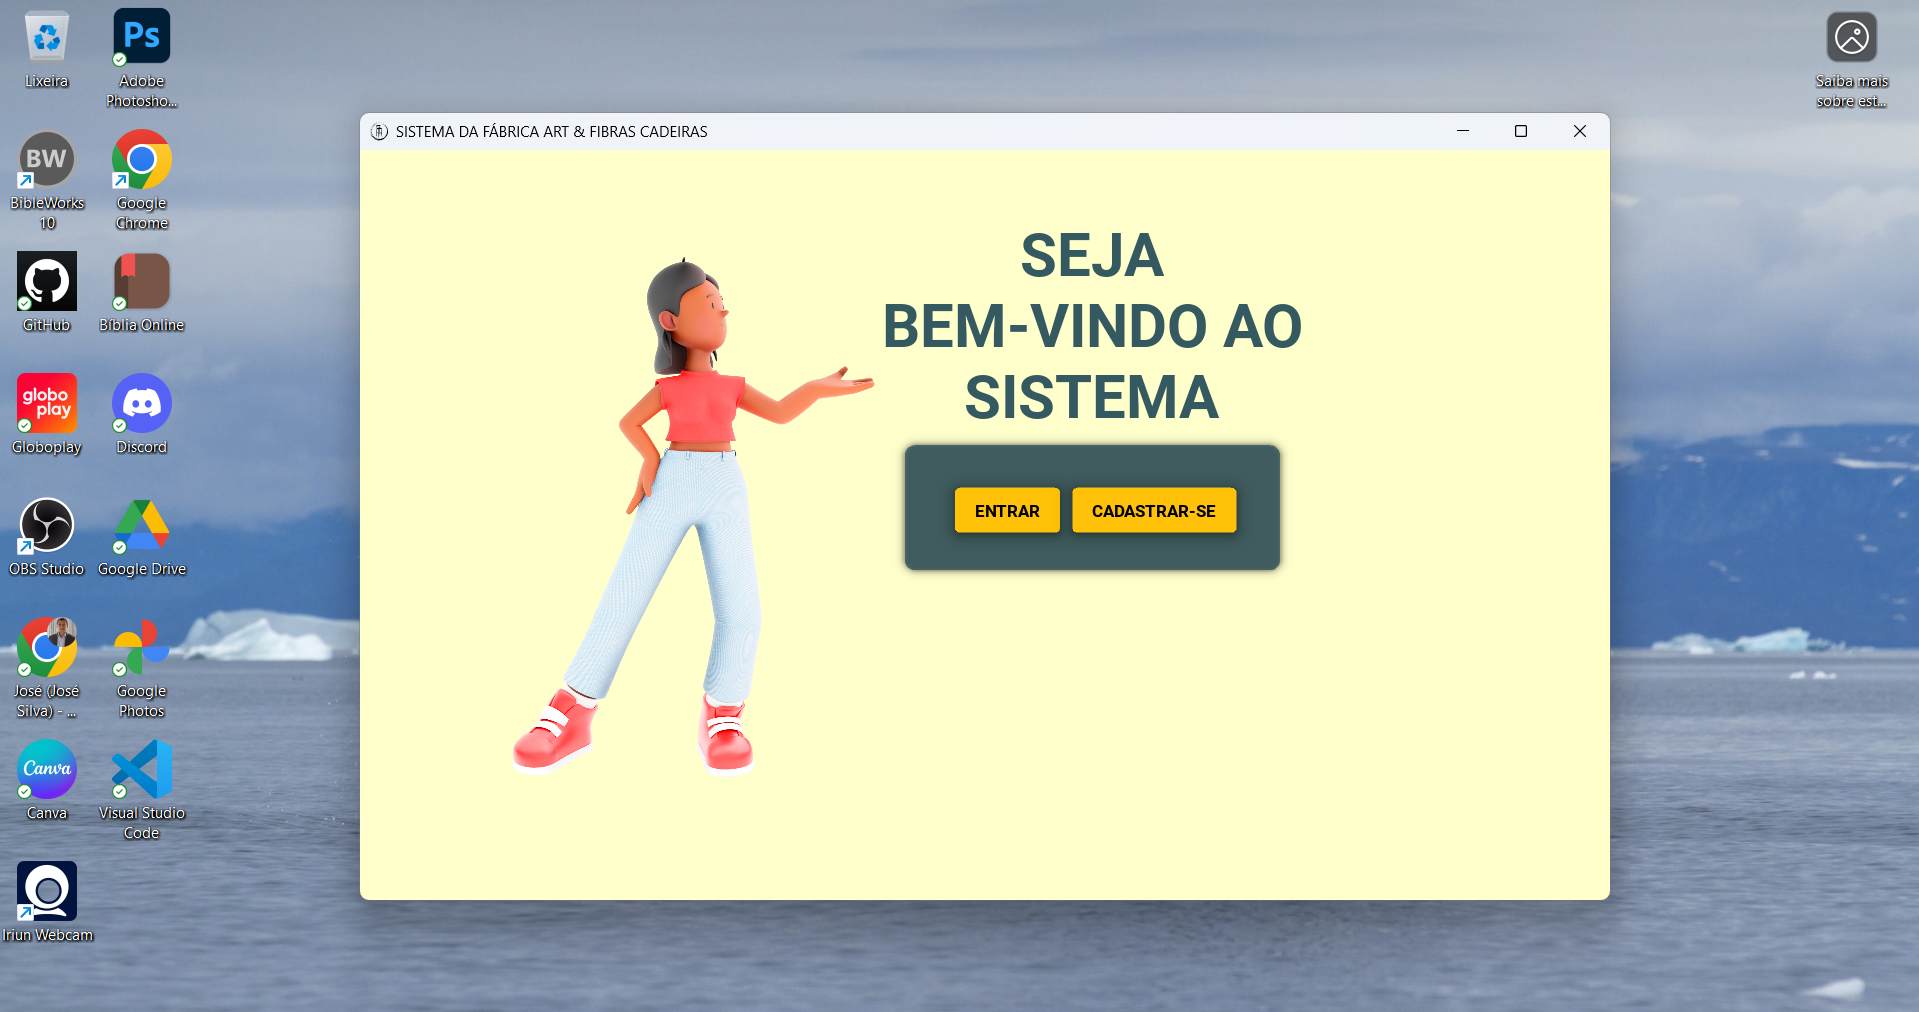 Lixeira
Ps
Adobe
Photosho...
BW
BibleWorks
10
Google
Chrome
GitHub
Bíblia Online
globo
play
Globoplay
Discord
OBS Studio
Google Drive
José (José
Silva) - ...
Google
Photos
Canva
Canva
Visual Studio
Code
Iriun Webcam
SISTEMA DA FÁBRICA ART & FIBRAS CADEIRAS
SEJA
BEM-VINDO AO
SISTEMA
ENTRAR
CADASTRAR-SE
Saiba mais
sobre est...